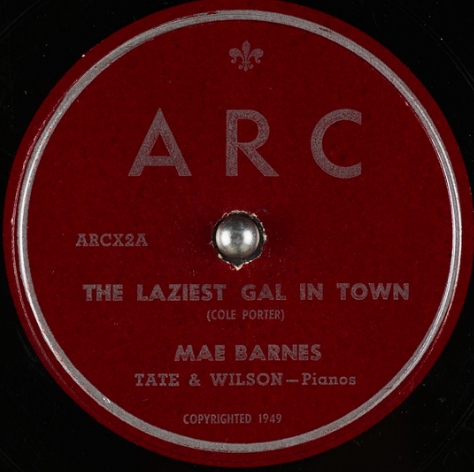 ARC
ARCX2A
THE LAZIEST GAL IN TOWN
(COLE PORTER)
MAE BARNES
TATE & WILSON—Pianos
COPYRIGHTED 1949